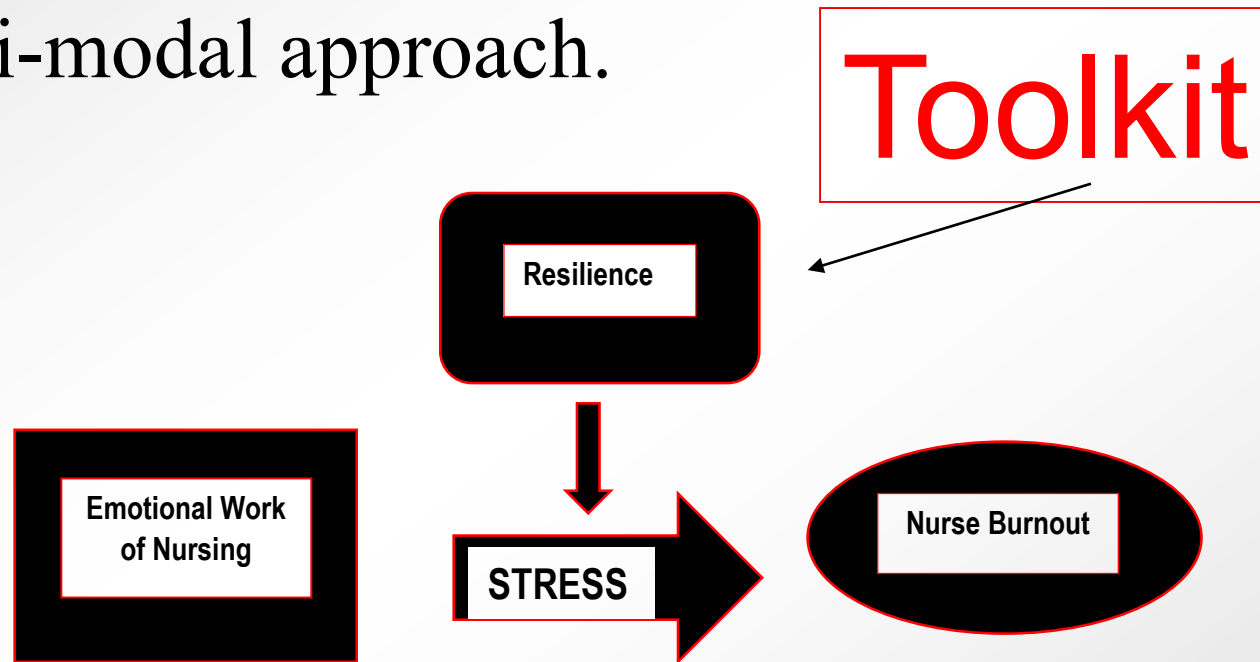 i-modal approach.
Toolkit
Resilience
Emotional Work
of Nursing
STRESS
Nurse Burnout